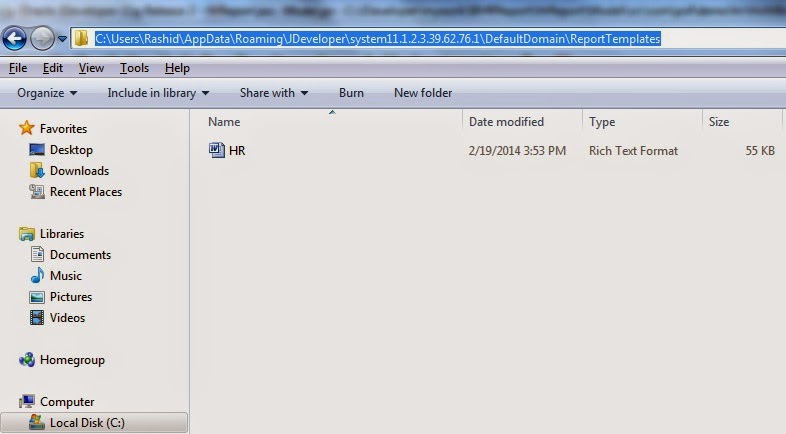 C:\Users\Rashid\AppData\Roaming\JDeveloper\system11.1.2.3.39.62.76.1\DefaultDomain\ReportTemplates
File Edit View Tools Help
Organize Include in library Share with Burn New folder
Name Date modified Type Size
HR 2/19/2014 3:53 PM Rich Text Format 55 KB
Favorites
Desktop
Downloads
Recent Places
Libraries
Documents
Music
Pictures
Videos
Homegroup
Computer
Local Disk (C:)